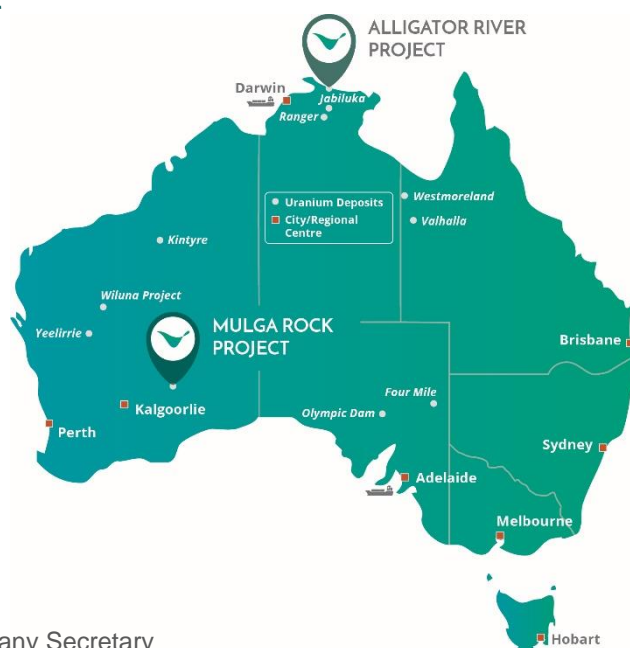 ALLIGATOR RIVER
PROJECT
Darwin
Jabiluka
Ranger
Uranium Deposits
City/Regional
Centre
Westmoreland
Valhalla
Kintyre
Wiluna Project
Yeelirrie
MULGA ROCK
PROJECT
Brisbane
Four Mile
Olympic Dam
Kalgoorlie
Perth
Sydney
Adelaide
Melbourne
Hobart
any Secretary